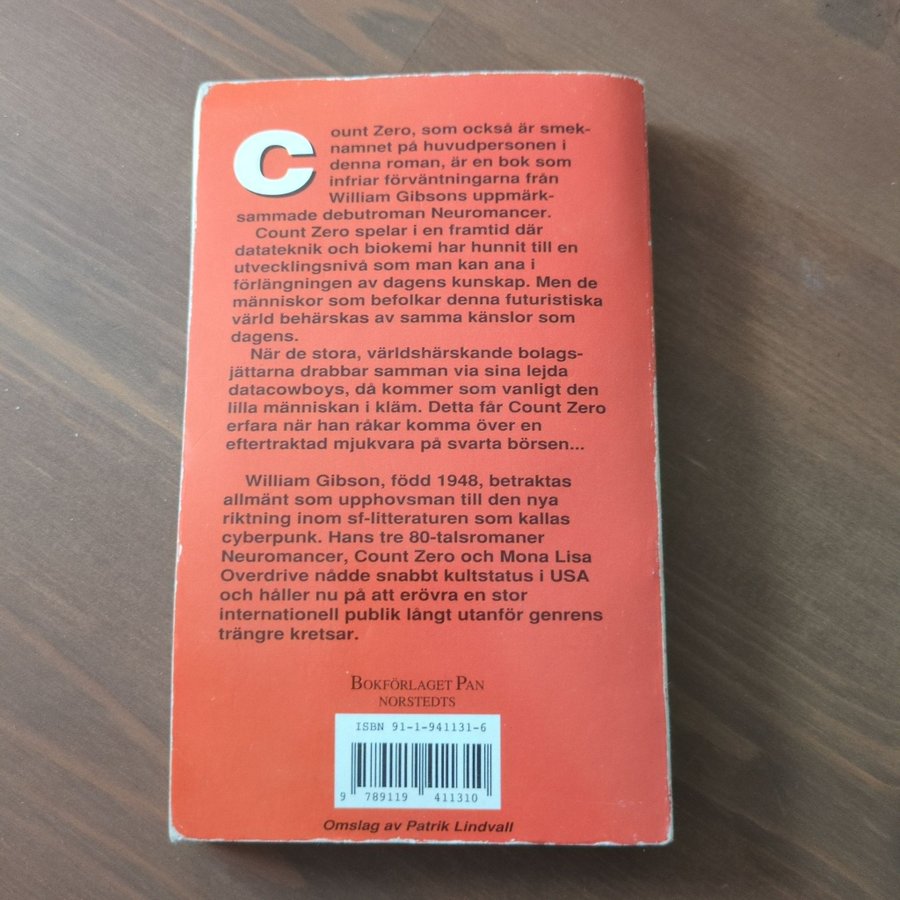 Count Zero, som också är smek-
namnet på huvudpersonen i
denna roman, är en bok som
infriar förväntningarna från
William Gibsons uppmärk-
sammade debutroman Neuromancer.
Count Zero spelar i en framtid där
datateknik och biokemi har hunnit till en
utvecklingsnivå som man kan ana i
förlängningen av dagens kunskap. Men de
människor som befolkar denna futuristiska
värld behärskas av samma känslor som
dagens.
När de stora, världshärskande bolags-
jättarna drabbar samman via sina lejda
datacowboys, då kommer som vanligt den
lilla människan i kläm. Detta får Count Zero
erfara när han råkar komma över en
eftertraktad mjukvara på svarta börsen...
William Gibson, född 1948, betraktas
allmänt som upphovsman till den nya
riktning inom sf-litteraturen som kallas
cyberpunk. Hans tre 80-talsromaner
Neuromancer, Count Zero och Mona Lisa
Overdrive nådde snabbt kultstatus i USA
och håller nu på att erövra en stor
internationell publik långt utanför genrens
trängre kretsar.
BOKFÖRLAGET PAN
NORSTEDTS
ISBN 91-1-941131-6
9 789119 411310
Omslag av Patrik Lindvall